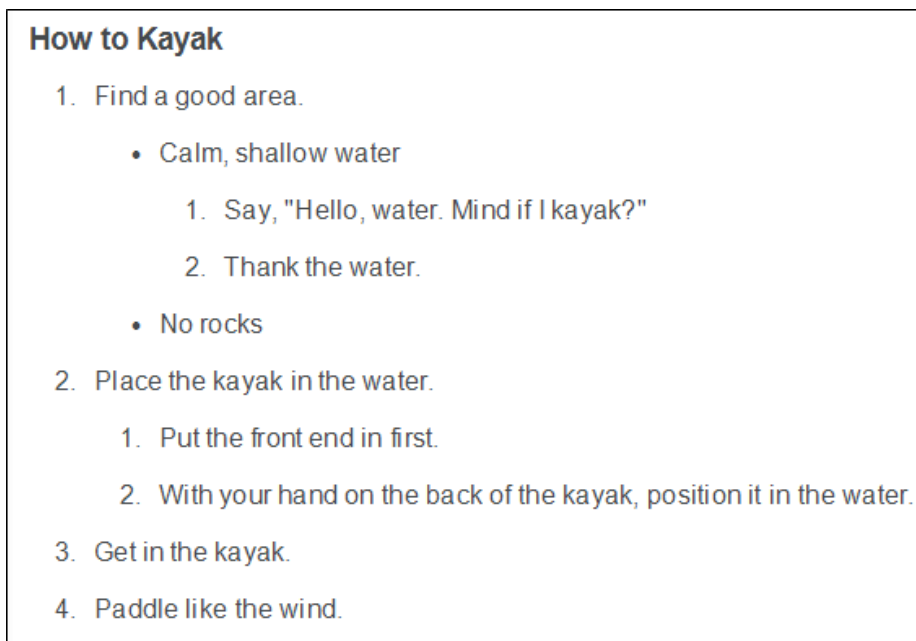 How to Kayak
1. Find a good area.
• Calm, shallow water
1. Say, "Hello, water. Mind if I kayak?"
2. Thank the water.
• No rocks
2. Place the kayak in the water.
1. Put the front end in first.
2. With your hand on the back of the kayak, position it in the water.
3. Get in the kayak.
4. Paddle like the wind.